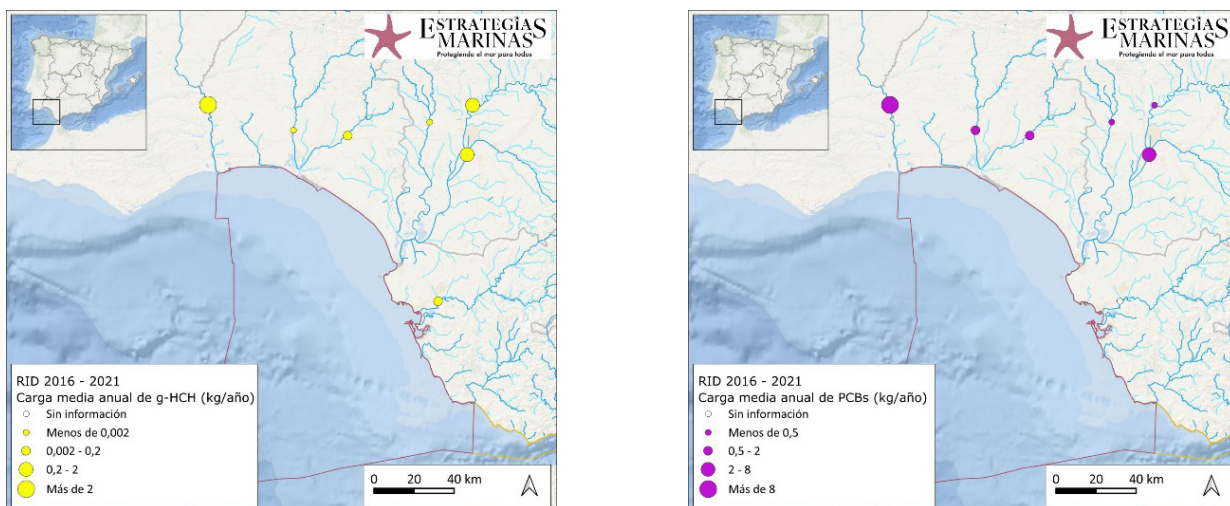 ESTRATEGIAS
MARINAS
Protegiendo el mar para todos
RID 2016 - 2021
Carga media anual de g-HCH (kg/año)
Sin información
Menos de 0,002
0,002 - 0,2
0,2 - 2
Más de 2
0 20 40 km
ESTRATEGIAS
MARINAS
Protegiendo el mar para todos
RID 2016 - 2021
Carga media anual de PCBs (kg/año)
Sin información
Menos de 0,5
0,5 - 2
2 - 8
Más de 8
0 20 40 km